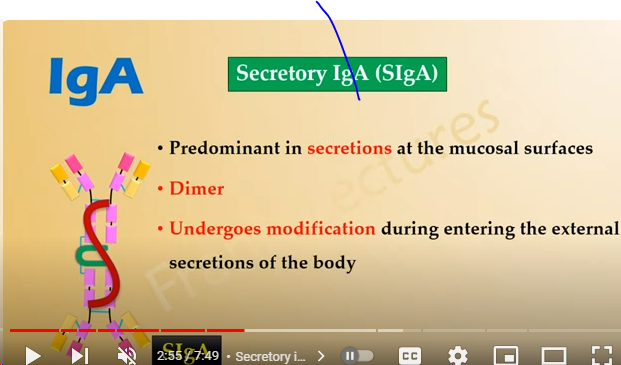 IgA
Secretory IgA (SIgA)
• Predominant in secretions at the mucosal surfaces
• Dimer
• Undergoes modification during entering the external
secretions of the body
SIgA
2:55 / 7:49 • Secretory i... >
CC